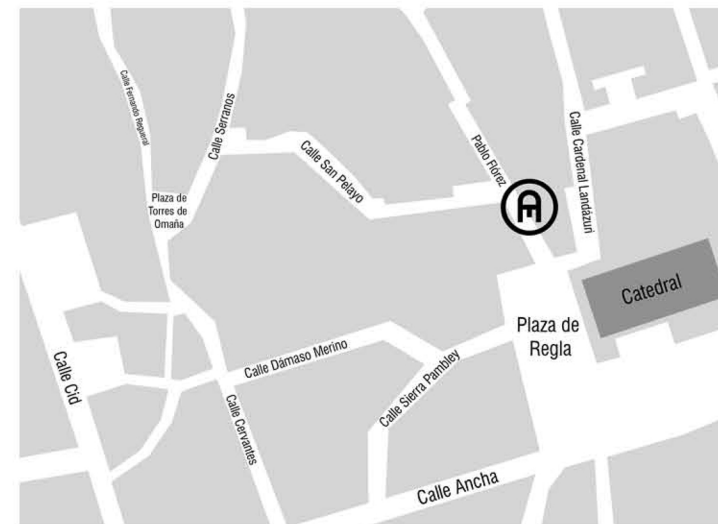 Calle Fernando Regueral
Calle Serranos
Calle San Pelayo
Pablo Flórez
Calle Cardenal Landázuri
Plaza de
Torres de
Omaña
Catedral
Plaza de
Regla
Calle Cid
Calle Dámaso Merino
Calle Sierra Pambley
Calle Cervantes
Calle Ancha